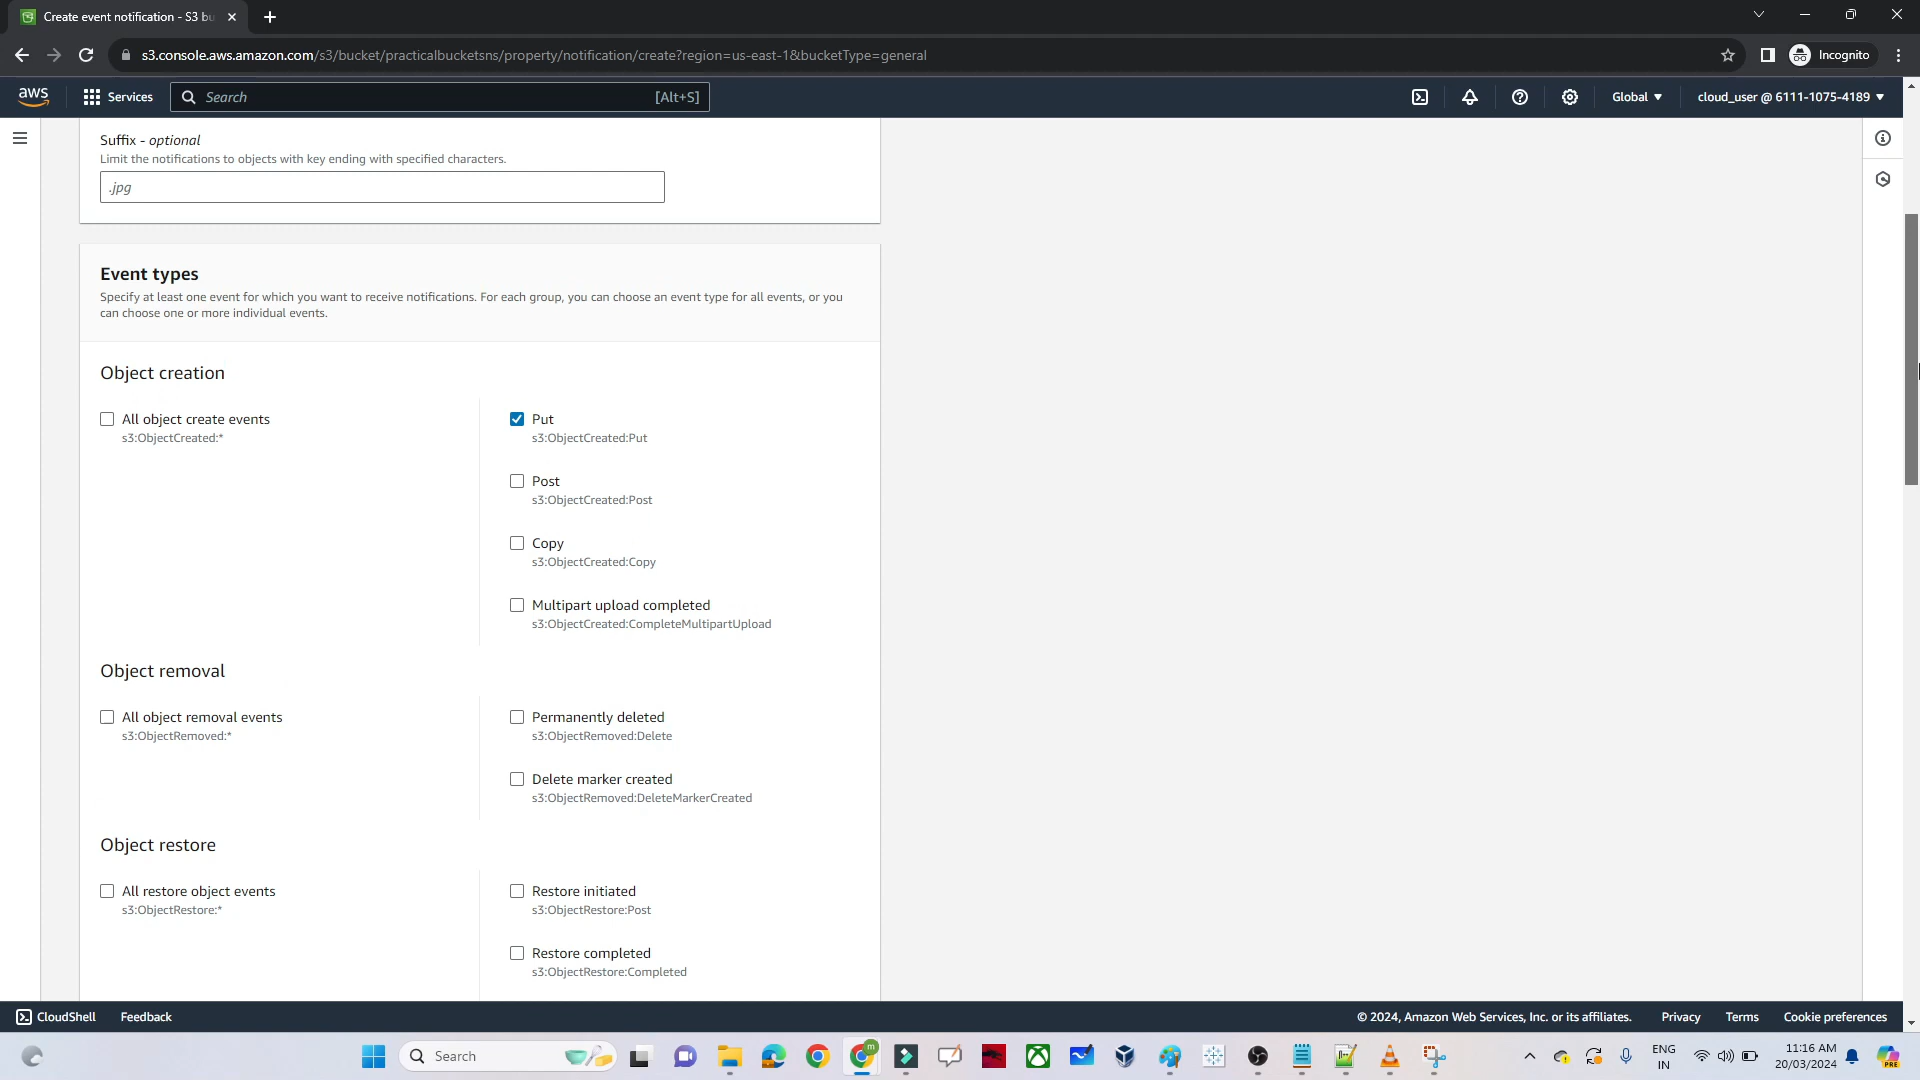 Create event notification - S3 bu
s3.console.aws.amazon.com/s3/bucket/practicalbucketsns/property/notification/create?region=us-east-1&bucketType=general
Incognito
aws
Services
Search
[Alt+S]
Global
cloud_user @ 6111-1075-4189
Suffix - optional
Limit the notifications to objects with key ending with specified characters.
.jpg
Event types
Specify at least one event for which you want to receive notifications. For each group, you can choose an event type for all events, or you
can choose one or more individual events.
Object creation
All object create events
s3:ObjectCreated:*
Put
s3:ObjectCreated:Put
Post
s3:ObjectCreated:Post
Copy
s3:ObjectCreated:Copy
Multipart upload completed
s3:ObjectCreated:CompleteMultipartUpload
Object removal
All object removal events
s3:ObjectRemoved:*
Permanently deleted
s3:ObjectRemoved:Delete
Delete marker created
s3:ObjectRemoved:DeleteMarkerCreated
Object restore
All restore object events
s3:ObjectRestore:*
Restore initiated
s3:ObjectRestore:Post
Restore completed
s3:ObjectRestore:Completed
CloudShell
Feedback
© 2024, Amazon Web Services, Inc. or its affiliates.
Privacy
Terms
Cookie preferences
Search
m
ENG
IN
11:16 AM
20/03/2024
PRE